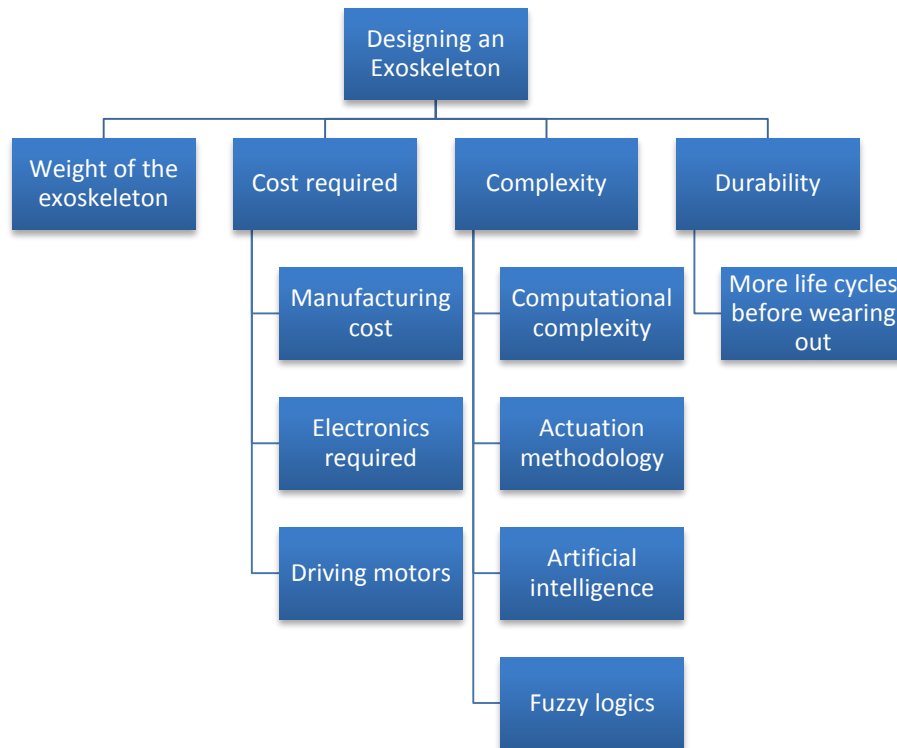 Designing an
Exoskeleton
Weight of the
exoskeleton
Cost required
Complexity
Durability
Manufacturing
cost
Electronics
required
Driving motors
Computational
complexity
Actuation
methodology
Artificial
intelligence
Fuzzy logics
More life cycles
before wearing
out